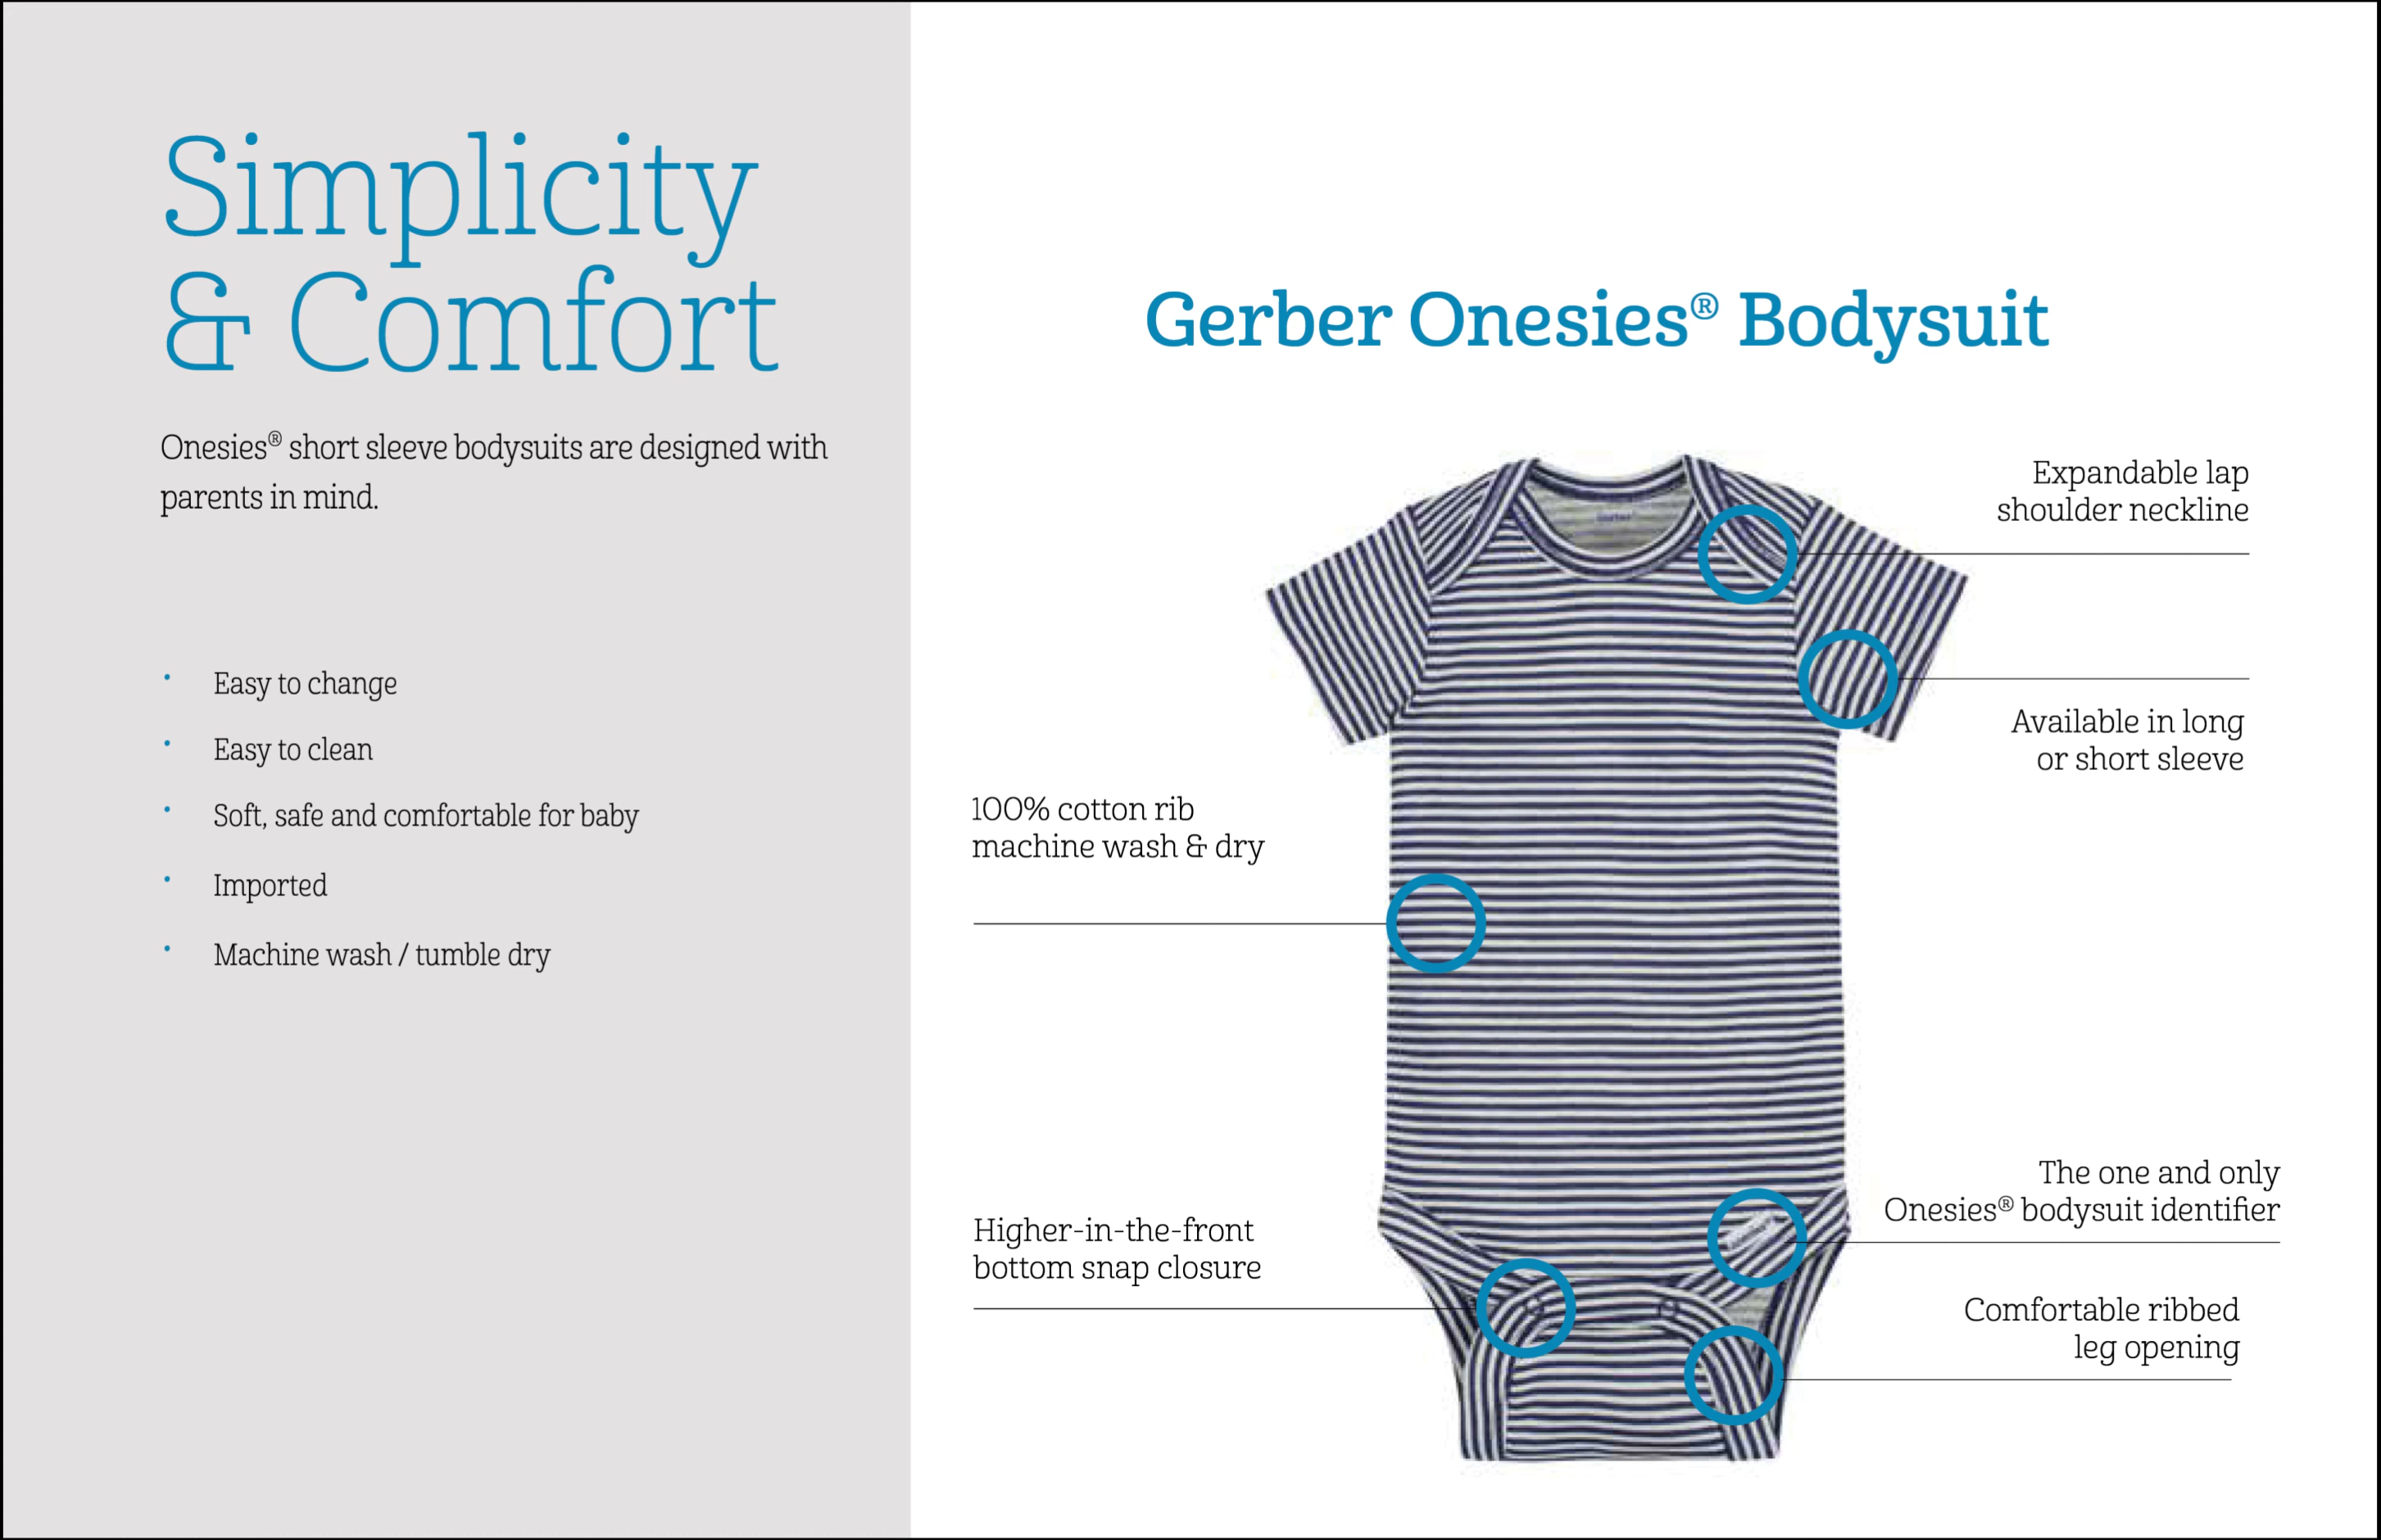 Simplicity
& Comfort
Onesies® short sleeve bodysuits are designed with
parents in mind.
• Easy to change
• Easy to clean
• Soft, safe and comfortable for baby
• Imported
• Machine wash / tumble dry
Gerber Onesies® Bodysuit
Expandable lap
shoulder neckline
Available in long
or short sleeve
100% cotton rib
machine wash & dry
The one and only
Onesies® bodysuit identifier
Higher-in-the-front
bottom snap closure
Comfortable ribbed
leg opening